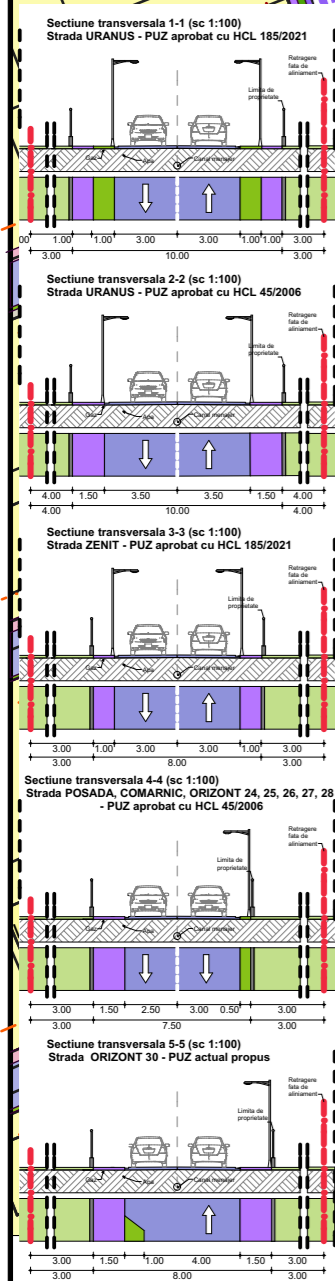 Sectiune transversala 1-1 (sc 1:100)
Strada URANUS - PUZ aprobat cu HCL 185/2021
Retragere
fata de
aliniament
Limita de
proprietate
Gaz
Apa
Canal menajer
00 1.00 1.00 3.00 3.00 1.00 1.00 3.00
3.00 10.00 3.00
Sectiune transversala 2-2 (sc 1:100)
Strada URANUS - PUZ aprobat cu HCL 45/2006
Retragere
fata de
aliniament
Limita de
proprietate
Gaz
Apa
Canal menajer
4.00 1.50 3.50 3.50 1.50 4.00
4.00 10.00 4.00
Sectiune transversala 3-3 (sc 1:100)
Strada ZENIT - PUZ aprobat cu HCL 185/2021
Retragere
fata de
aliniament
Limita de
proprietate
Gaz
Apa
Canal menajer
3.00 1.00 3.00 3.00 1.00 3.00
3.00 8.00 3.00
Sectiune transversala 4-4 (sc 1:100)
Strada POSADA, COMARNIC, ORIZONT 24, 25, 26, 27, 28
- PUZ aprobat cu HCL 45/2006
Retragere
fata de
aliniament
Limita de
proprietate
Gaz
Apa
Canal menajer
3.00 1.50 2.50 3.00 0.50 3.00
3.00 7.50 3.00
Sectiune transversala 5-5 (sc 1:100)
Strada ORIZONT 30 - PUZ actual propus
Retragere
fata de
aliniament
Limita de
proprietate
Gaz
Apa
Canal menajer
3.00 1.50 1.00 4.00 1.50 3.00
3.00 8.00 3.00